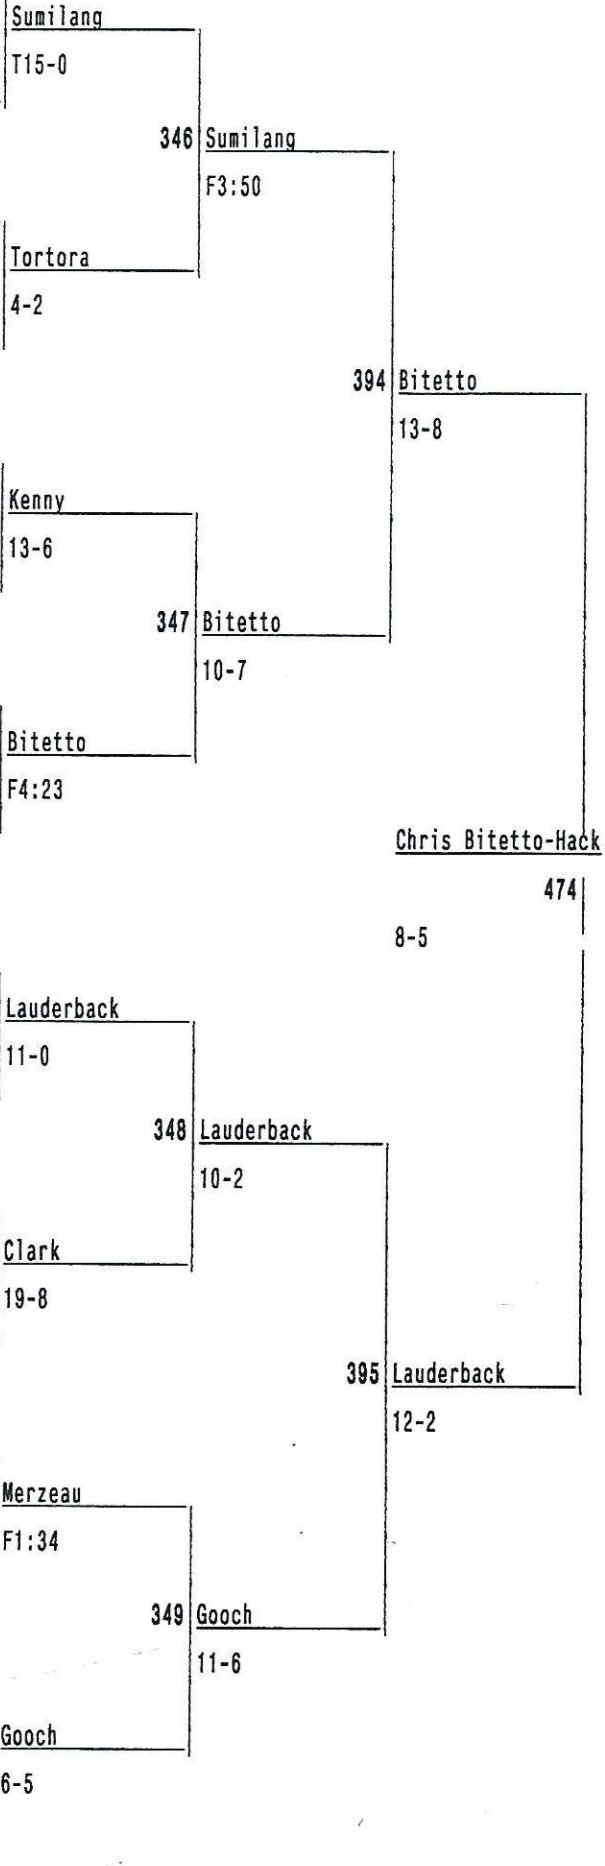 Sumilang
T15-0
346 Sumilang
F3:50
Tortora
4-2
394 Bitetto
13-8
Kenny
13-6
347 Bitetto
10-7
Bitetto
F4:23
Chris Bitetto-Hack
474
8-5
Lauderback
11-0
348 Lauderback
10-2
Clark
19-8
395 Lauderback
12-2
Merzeau
F1:34
349 Gooch
11-6
Gooch
6-5